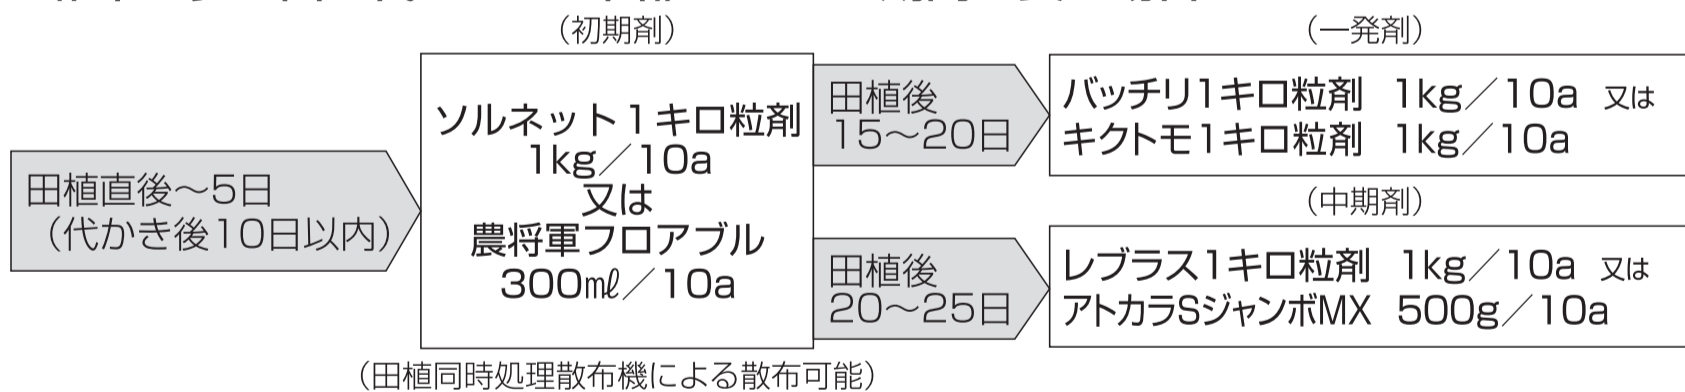 田植直後～5日
（代かき後10日以内）
（初期剤）
ソルネット1キロ粒剤
1kg／10a
又は
農将軍フロアブル
300㎖／10a
（田植同時処理散布機による散布可能）
田植後
15～20日
（一発剤）
バッチリ1キロ粒剤 1kg／10a 又は
キクトモ1キロ粒剤 1kg／10a
田植後
20～25日
（中期剤）
レブラス1キロ粒剤 1kg／10a 又は
アトカラSジャンボMX 500g／10a